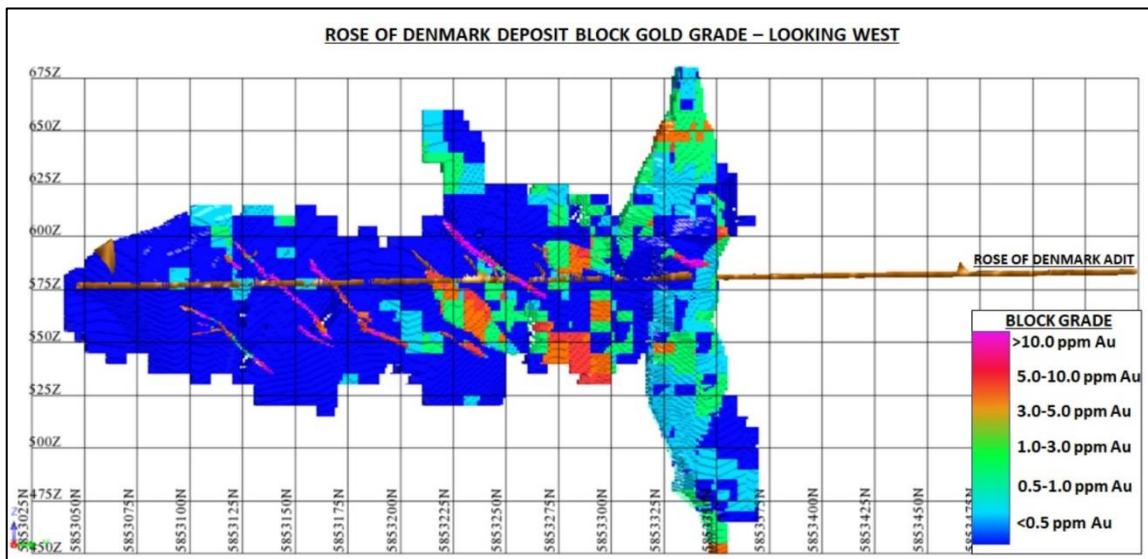 ROSE OF DENMARK DEPOSIT BLOCK GOLD GRADE – LOOKING WEST
675Z
650Z
625Z
600Z
ROSE OF DENMARK ADIT
575Z
BLOCK GRADE
>10.0 ppm Au
5.0-10.0 ppm Au
3.0-5.0 ppm Au
1.0-3.0 ppm Au
0.5-1.0 ppm Au
<0.5 ppm Au
550Z
525Z
500Z
475Z
450Z
5853025N
5853050N
5853075N
5853100N
5853125N
5853150N
5853175N
5853200N
5853225N
5853250N
5853275N
5853300N
5853325N
5853375N
5853400N
5853425N
5853450N
Z